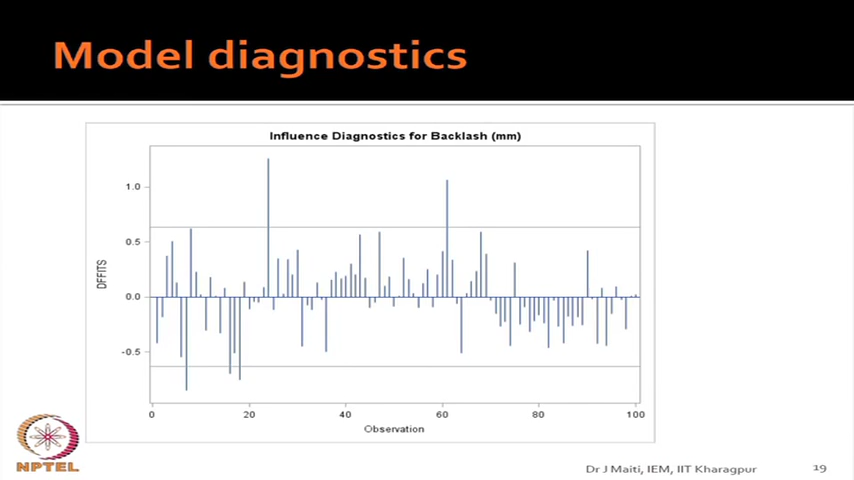 Model diagnostics
Influence Diagnostics for Backlash (mm)
1.0
0.5
0.0
-0.5
DFFITS
0
20
40
60
80
100
Observation
NPTEL
Dr J Maiti, IEM, IIT Kharagpur
19